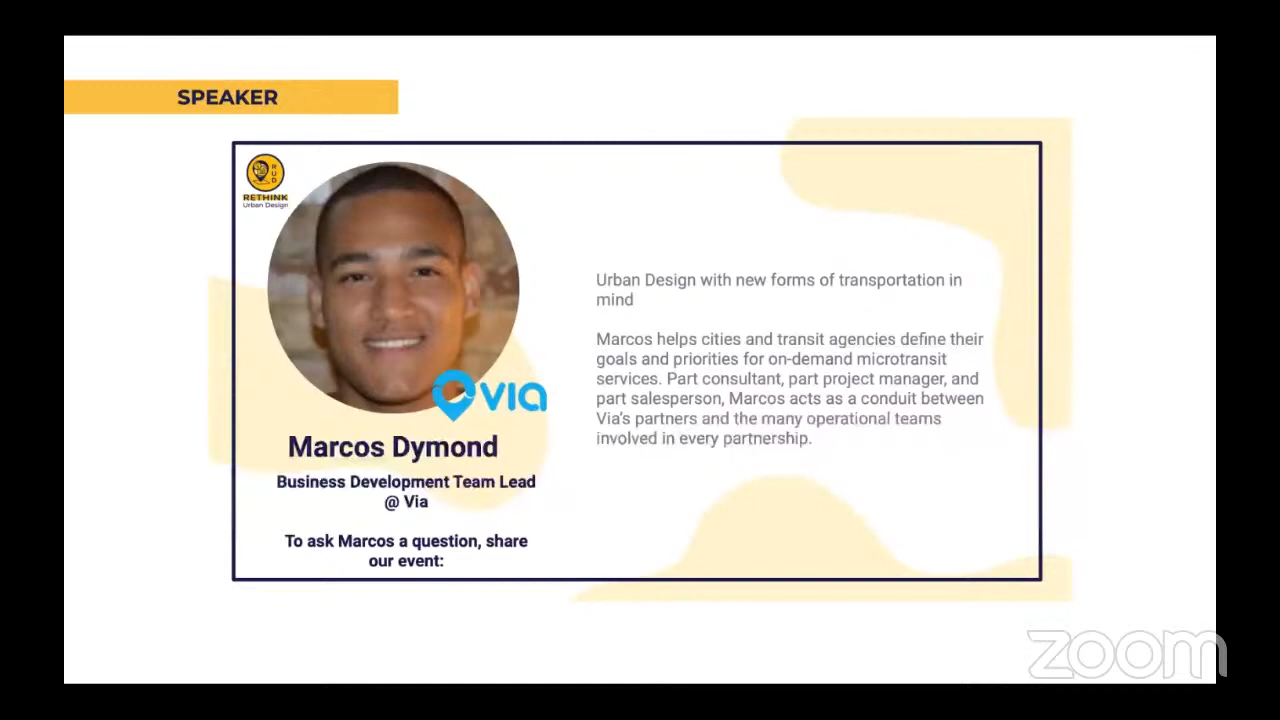 SPEAKER
RUD
RETHINK
Urban Design
via
Marcos Dymond
Business Development Team Lead
@ Via
To ask Marcos a question, share
our event:
Urban Design with new forms of transportation in
mind
Marcos helps cities and transit agencies define their
goals and priorities for on-demand microtransit
services. Part consultant, part project manager, and
part salesperson, Marcos acts as a conduit between
Via's partners and the many operational teams
involved in every partnership.
zoom